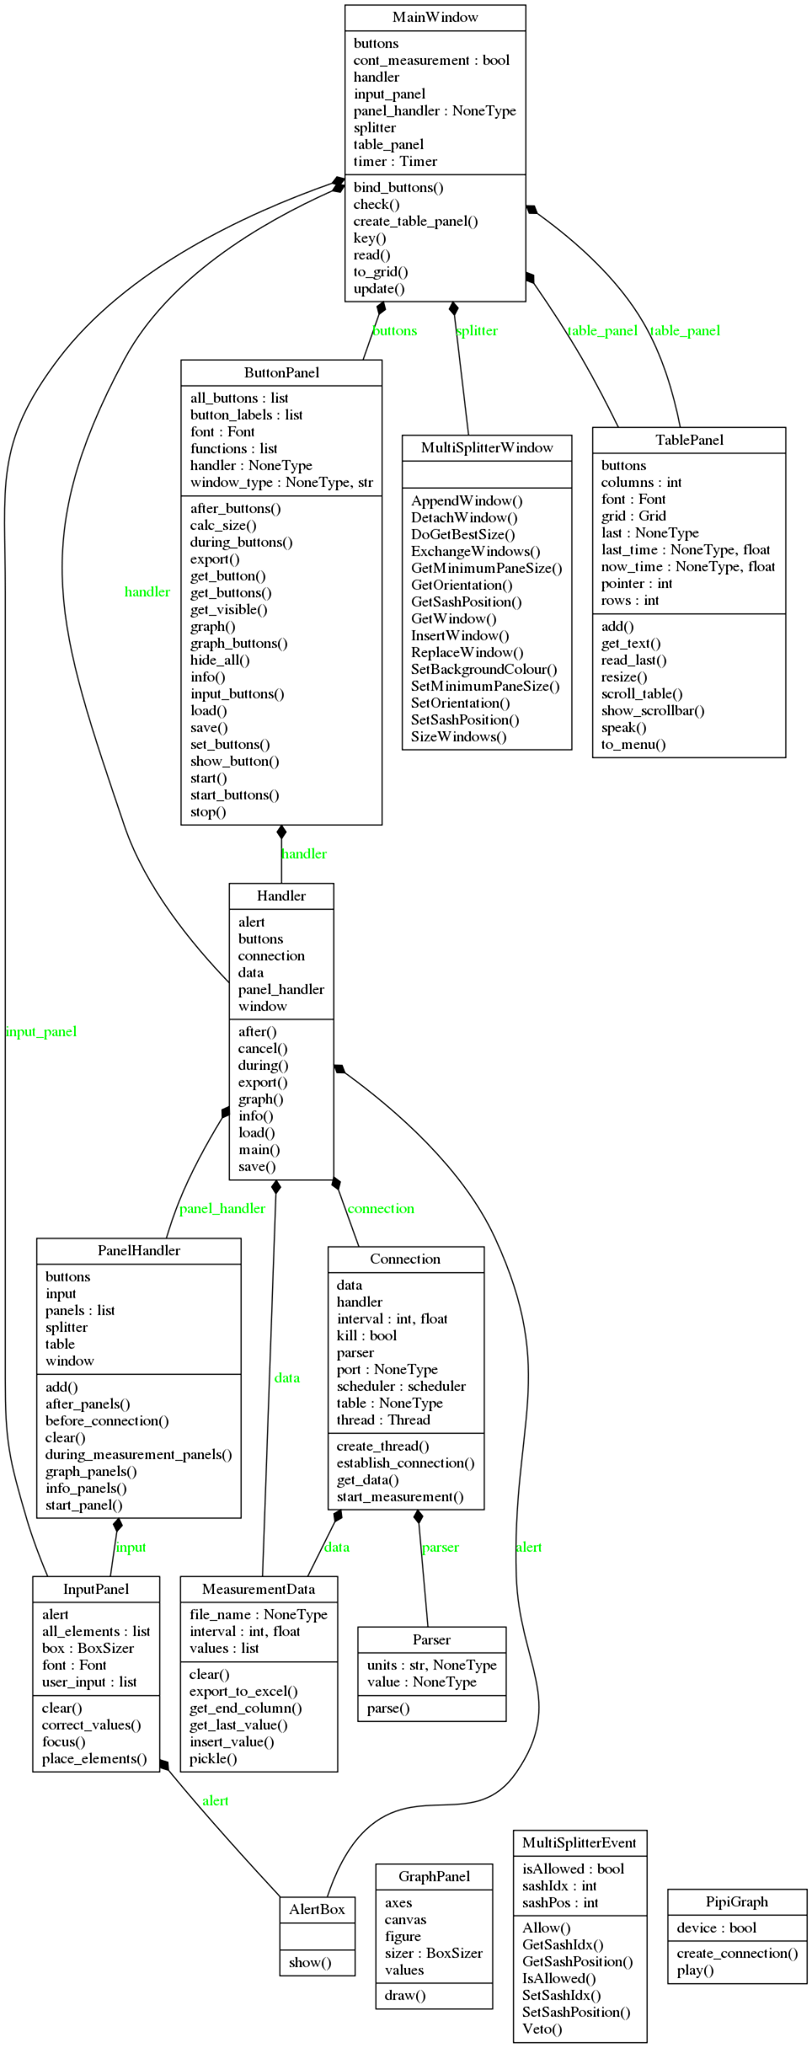 MainWindow
buttons
cont_measurement : bool
handler
input_panel
panel_handler : NoneType
splitter
table_panel
timer : Timer
bind_buttons()
check()
create_table_panel()
key()
read()
to_grid()
update()
buttons
splitter
table_panel
table_panel
ButtonPanel
all_buttons : list
button_labels : list
font : Font
functions : list
handler : NoneType
window_type : NoneType, str
after_buttons()
calc_size()
during_buttons()
export()
get_button()
get_buttons()
get_visible()
graph()
graph_buttons()
hide_all()
info()
input_buttons()
load()
save()
set_buttons()
show_button()
start()
start_buttons()
stop()
MultiSplitterWindow
AppendWindow()
DetachWindow()
DoGetBestSize()
ExchangeWindows()
GetMinimumPaneSize()
GetOrientation()
GetSashPosition()
GetWindow()
InsertWindow()
ReplaceWindow()
SetBackgroundColour()
SetMinimumPaneSize()
SetOrientation()
SetSashPosition()
SizeWindows()
TablePanel
buttons
columns : int
font : Font
grid : Grid
last : NoneType
last_time : NoneType, float
now_time : NoneType, float
pointer : int
rows : int
add()
get_text()
read_last()
resize()
scroll_table()
show_scrollbar()
speak()
to_menu()
handler
handler
Handler
alert
buttons
connection
data
panel_handler
window
after()
cancel()
during()
export()
graph()
info()
load()
main()
save()
input_panel
panel_handler
connection
PanelHandler
buttons
input
panels : list
splitter
table
window
add()
after_panels()
before_connection()
clear()
during_measurement_panels()
graph_panels()
info_panels()
start_panel()
data
Connection
data
handler
interval : int, float
kill : bool
parser
port : NoneType
scheduler : scheduler
table : NoneType
thread : Thread
create_thread()
establish_connection()
get_data()
start_measurement()
input
data
parser
alert
InputPanel
alert
all_elements : list
box : BoxSizer
font : Font
user_input : list
clear()
correct_values()
focus()
place_elements()
MeasurementData
file_name : NoneType
interval : int, float
values : list
clear()
export_to_excel()
get_end_column()
get_last_value()
insert_value()
pickle()
Parser
units : str, NoneType
value : NoneType
parse()
alert
AlertBox
show()
GraphPanel
axes
canvas
figure
sizer : BoxSizer
values
draw()
MultiSplitterEvent
isAllowed : bool
sashIdx : int
sashPos : int
Allow()
GetSashIdx()
GetSashPosition()
IsAllowed()
SetSashIdx()
SetSashPosition()
Veto()
PipiGraph
device : bool
create_connection()
play()